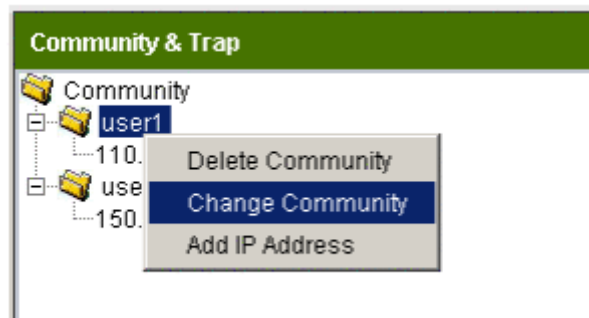 Community & Trap
Community
user1
110.
Delete Community
use
Change Community
150.
Add IP Address